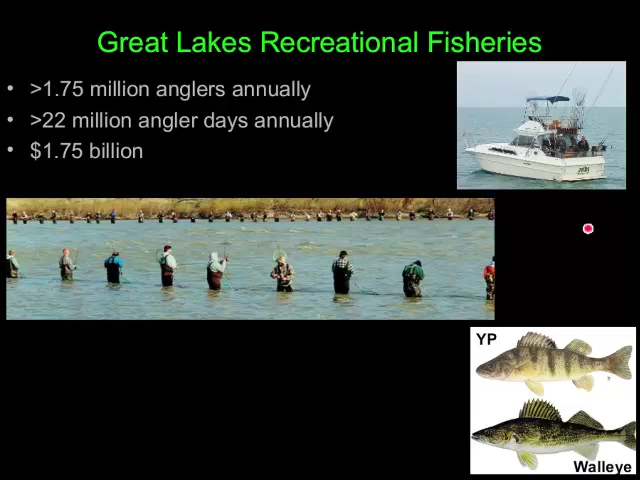 Great Lakes Recreational Fisheries
• >1.75 million anglers annually
• >22 million angler days annually
• $1.75 billion
YP
Walleye